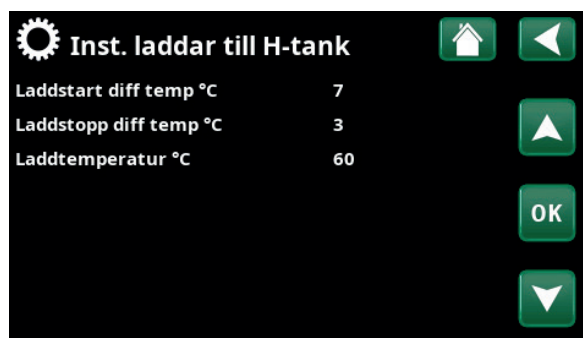 Inst. laddar till H-tank
Laddstart diff temp °C 7
Laddstopp diff temp °C 3
Laddtemperatur °C 60
OK